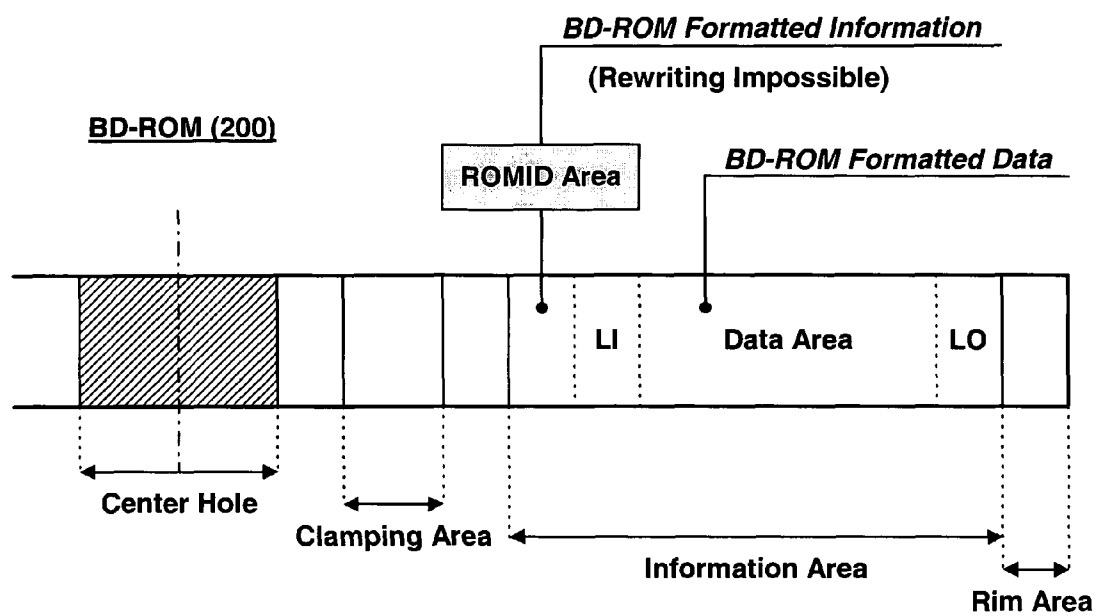 BD-ROM Formatted Information
(Rewriting Impossible)
BD-ROM (200)
BD-ROM Formatted Data
ROMID Area
LI
Data Area
LO
Center Hole
Clamping Area
Information Area
Rim Area